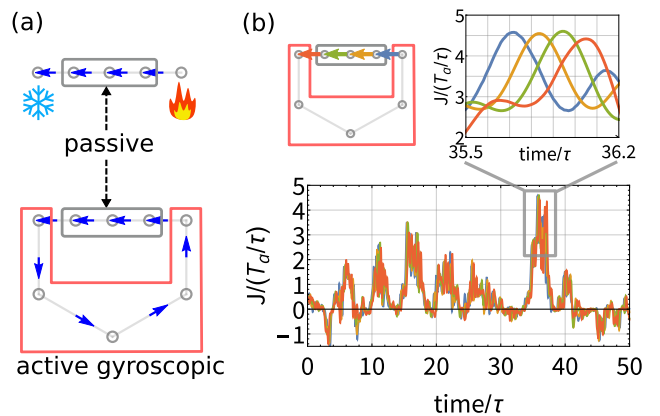 (a)
passive
active gyroscopic
(b)
J/(T_a/τ)
5
4
3
2
35.5
time/τ
36.2
J/(T_a/τ)
5
4
3
2
1
0
−1
0
10
20
30
40
50
time/τ